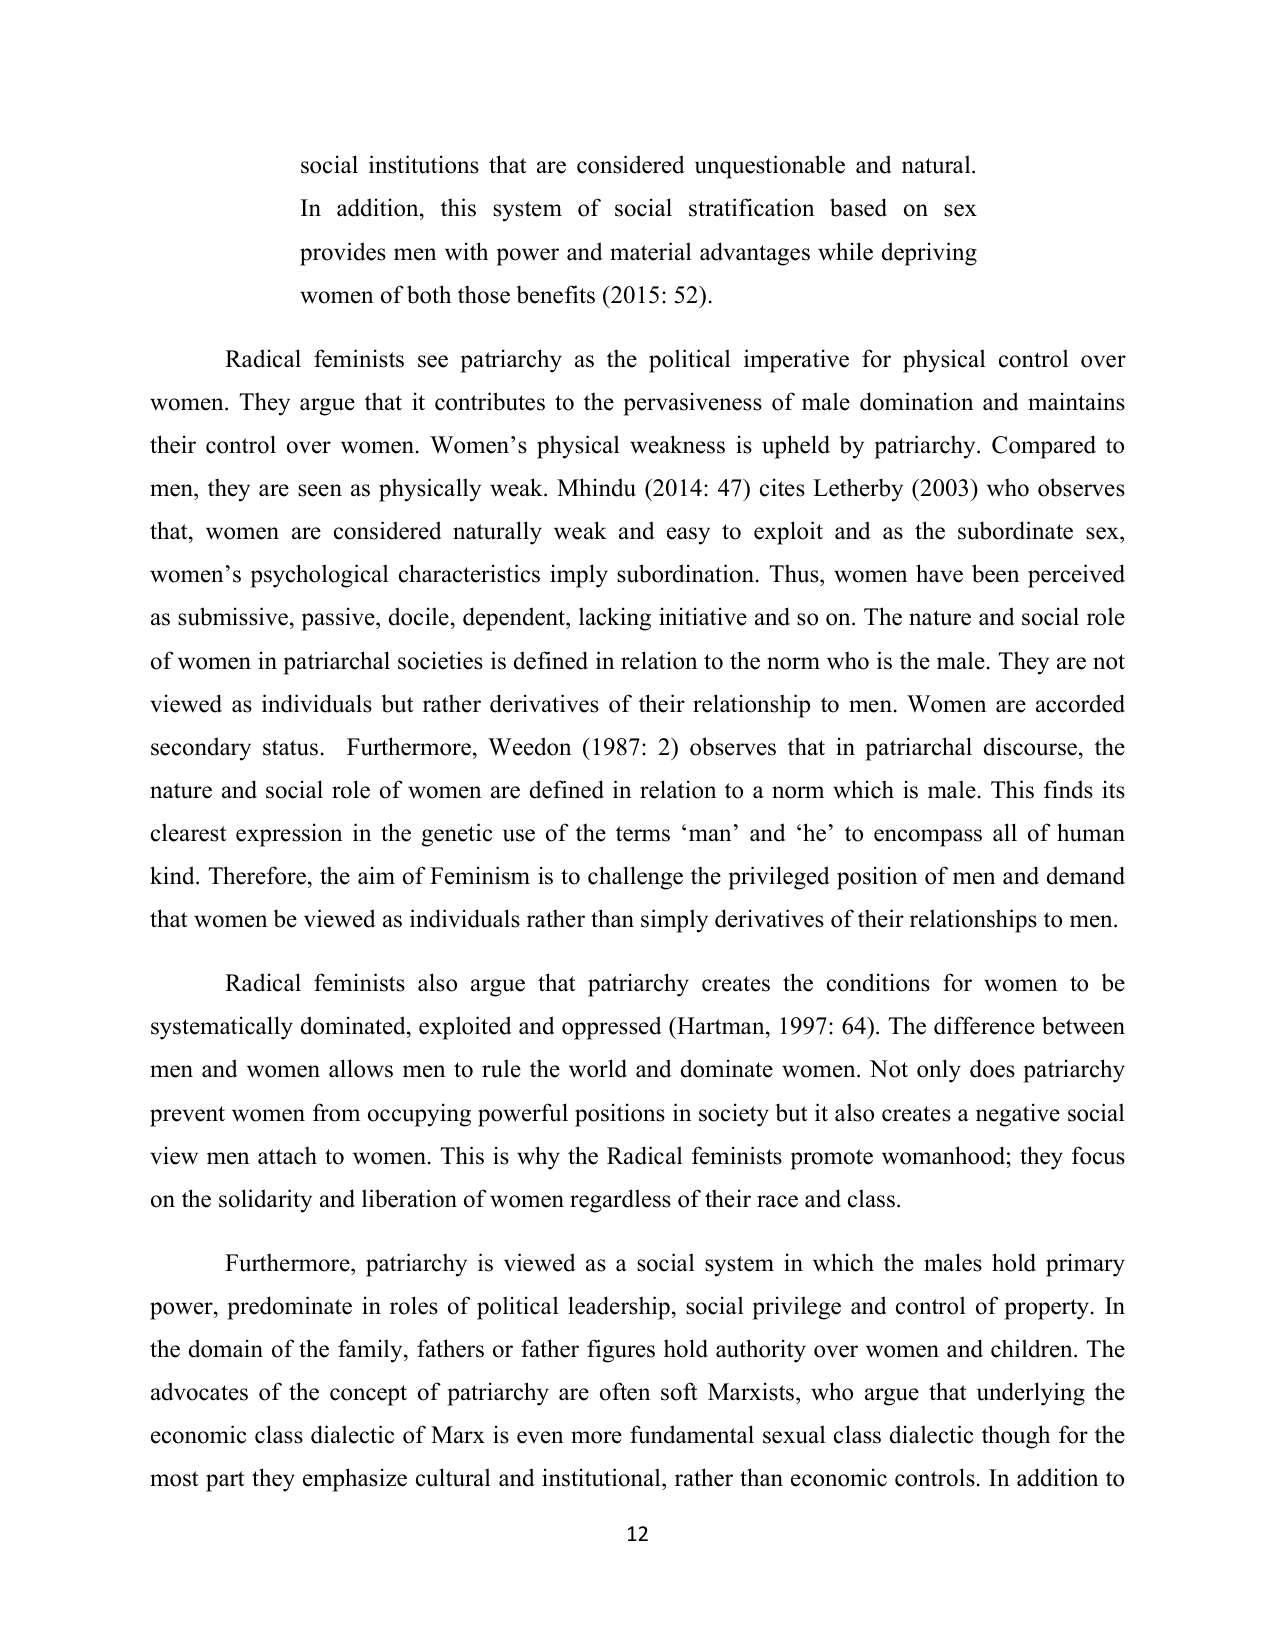 social institutions that are considered unquestionable and natural.
In addition, this system of social stratification based on sex
provides men with power and material advantages while depriving
women of both those benefits (2015: 52).
Radical feminists see patriarchy as the political imperative for physical control over
women. They argue that it contributes to the pervasiveness of male domination and maintains
their control over women. Women’s physical weakness is upheld by patriarchy. Compared to
men, they are seen as physically weak. Mhindu (2014: 47) cites Letherby (2003) who observes
that, women are considered naturally weak and easy to exploit and as the subordinate sex,
women’s psychological characteristics imply subordination. Thus, women have been perceived
as submissive, passive, docile, dependent, lacking initiative and so on. The nature and social role
of women in patriarchal societies is defined in relation to the norm who is the male. They are not
viewed as individuals but rather derivatives of their relationship to men. Women are accorded
secondary status.  Furthermore, Weedon (1987: 2) observes that in patriarchal discourse, the
nature and social role of women are defined in relation to a norm which is male. This finds its
clearest expression in the genetic use of the terms ‘man’ and ‘he’ to encompass all of human
kind. Therefore, the aim of Feminism is to challenge the privileged position of men and demand
that women be viewed as individuals rather than simply derivatives of their relationships to men.
Radical feminists also argue that patriarchy creates the conditions for women to be
systematically dominated, exploited and oppressed (Hartman, 1997: 64). The difference between
men and women allows men to rule the world and dominate women. Not only does patriarchy
prevent women from occupying powerful positions in society but it also creates a negative social
view men attach to women. This is why the Radical feminists promote womanhood; they focus
on the solidarity and liberation of women regardless of their race and class.
Furthermore, patriarchy is viewed as a social system in which the males hold primary
power, predominate in roles of political leadership, social privilege and control of property. In
the domain of the family, fathers or father figures hold authority over women and children. The
advocates of the concept of patriarchy are often soft Marxists, who argue that underlying the
economic class dialectic of Marx is even more fundamental sexual class dialectic though for the
most part they emphasize cultural and institutional, rather than economic controls. In addition to
12